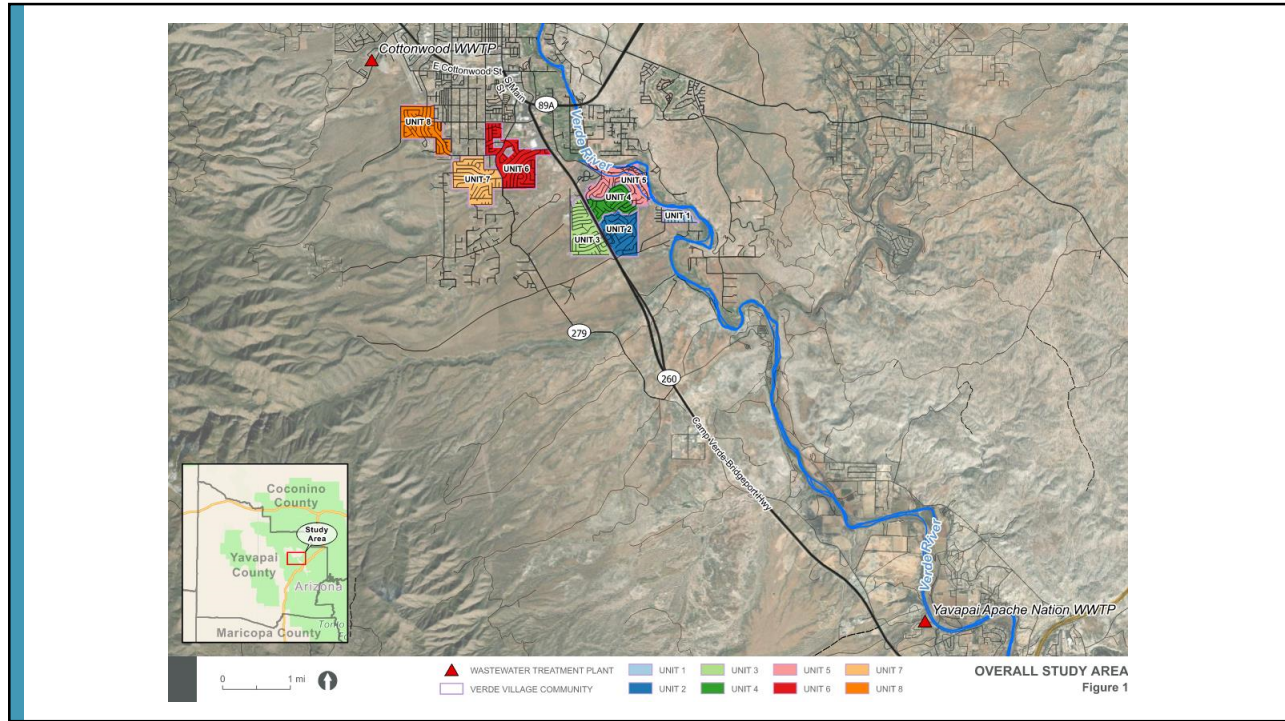 Cottonwood WWTP
E Cottonwood St
S Main
St
89A
Verde River
UNIT 8
UNIT 7
UNIT 6
UNIT 5
UNIT 4
UNIT 1
UNIT 3
UNIT 2
279
260
Camp Verde-Bridgeport Hwy
Verde River
Yavapai Apache Nation WWTP
Coconino
County
Study
Area
Yavapai
County
Arizona
Maricopa County
0 1 mi
WASTEWATER TREATMENT PLANT
VERDE VILLAGE COMMUNITY
UNIT 1
UNIT 2
UNIT 3
UNIT 4
UNIT 5
UNIT 6
UNIT 7
UNIT 8
OVERALL STUDY AREA
Figure 1